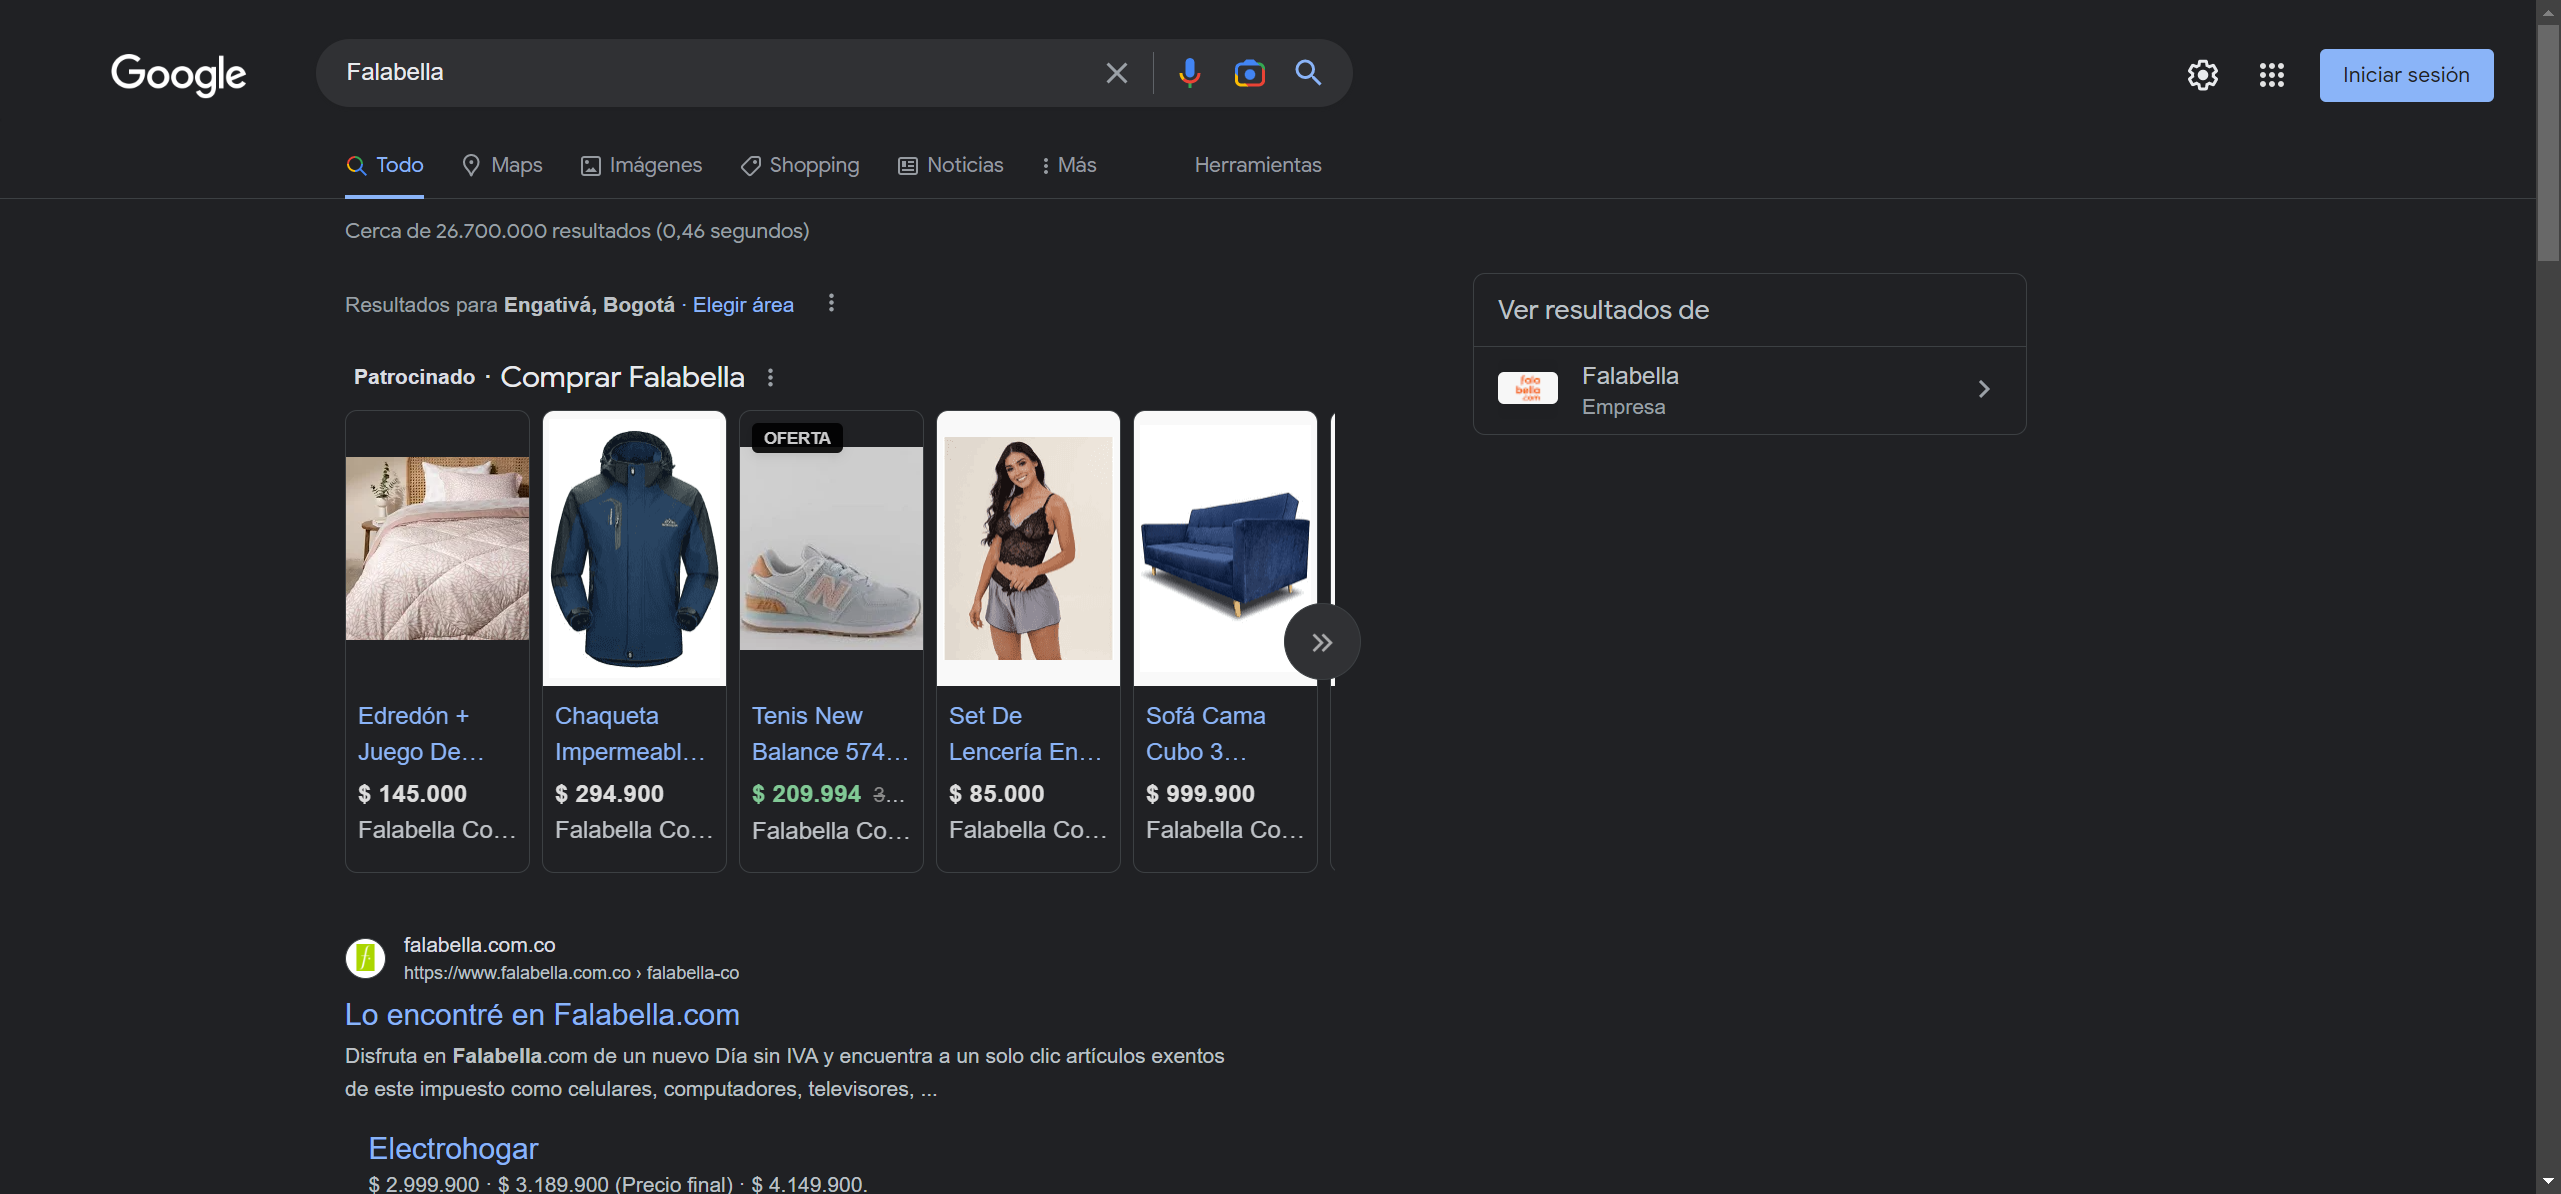 Google
Falabella
Iniciar sesión
Todo
Maps
Imágenes
Shopping
Noticias
Más
Herramientas
Cerca de 26.700.000 resultados (0,46 segundos)
Resultados para Engativá, Bogotá · Elegir área
Patrocinado · Comprar Falabella
Edredón +
Juego De...
$ 145.000
Falabella Co...
Chaqueta
Impermeabl...
$ 294.900
Falabella Co...
OFERTA
N
Tenis New
Balance 574...
$ 209.994 3...
Falabella Co...
Set De
Lencería En...
$ 85.000
Falabella Co...
Sofá Cama
Cubo 3...
$ 999.900
Falabella Co...
Ver resultados de
fala
bella
.com
Falabella
Empresa
f.
falabella.com.co
https://www.falabella.com.co › falabella-co
Lo encontré en Falabella.com
Disfruta en Falabella.com de un nuevo Día sin IVA y encuentra a un solo clic artículos exentos
de este impuesto como celulares, computadores, televisores, ...
Electrohogar
$ 2.999.900 · $ 3.189.900 (Precio final) · $ 4.149.900.